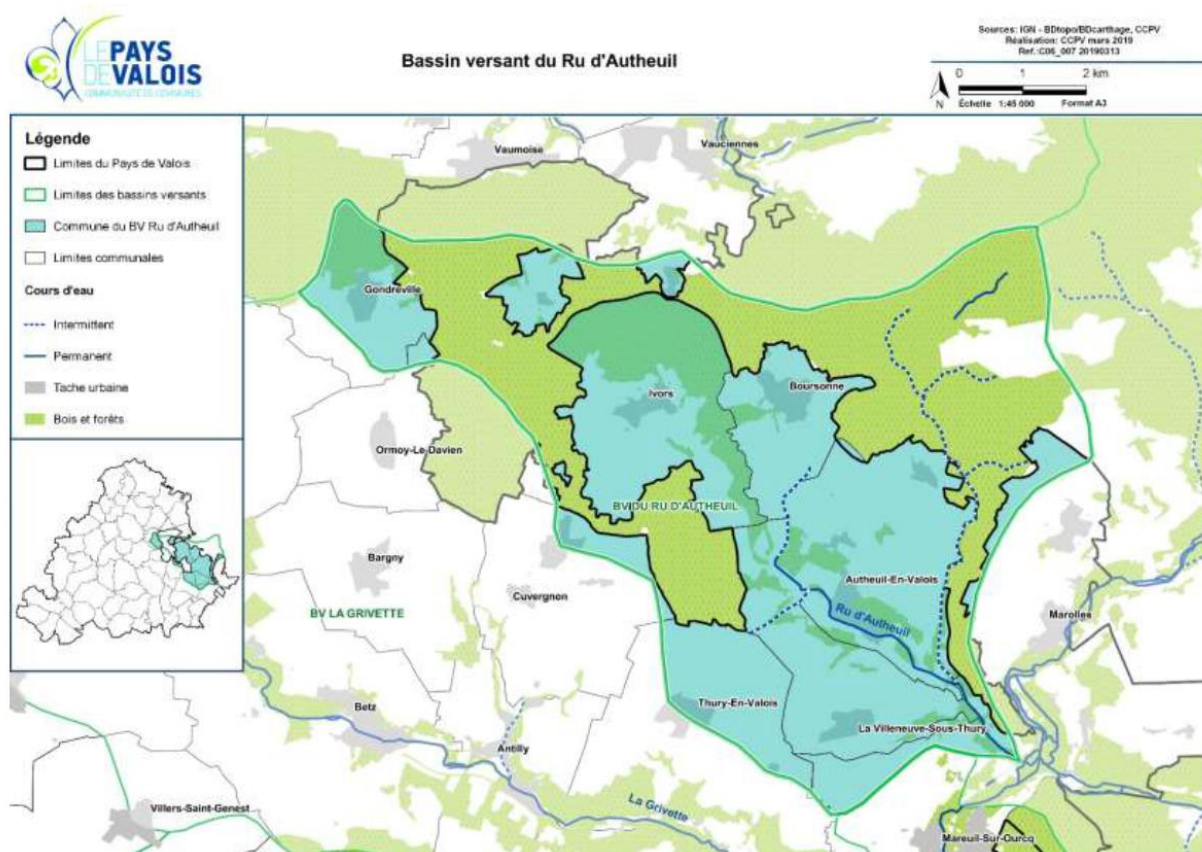 LE PAYS
DE VALOIS
COMMUNAUTÉ DE COMMUNES
Bassin versant du Ru d'Autheuil
Sources: IGN - BDtopo/BDcarthage, CCPV
Réalisation: CCPV mars 2019
Ref.:C06_007 20190313
0 1 2 km
N Échelle 1:45 000 Format A3
Légende
Limites du Pays de Valois
Limites des bassins versants
Commune du BV Ru d'Autheuil
Limites communales
Cours d'eau
Intermittent
Permanent
Tache urbaine
Bois et forêts
Vaumoise
Vauciennes
Gondreville
Ivors
Boursonne
Ormoy-Le-Davien
BV DU RU D'AUTHEUIL
Bargny
Cuvergnon
Autheuil-En-Valois
BV LA GRIVETTE
Marolles
Ru d'Autheuil
Betz
Thury-En-Valois
La Villeneuve-Sous-Thury
Antilly
Villers-Saint-Genest
La Grivette
Mareuil-Sur-Ourcq